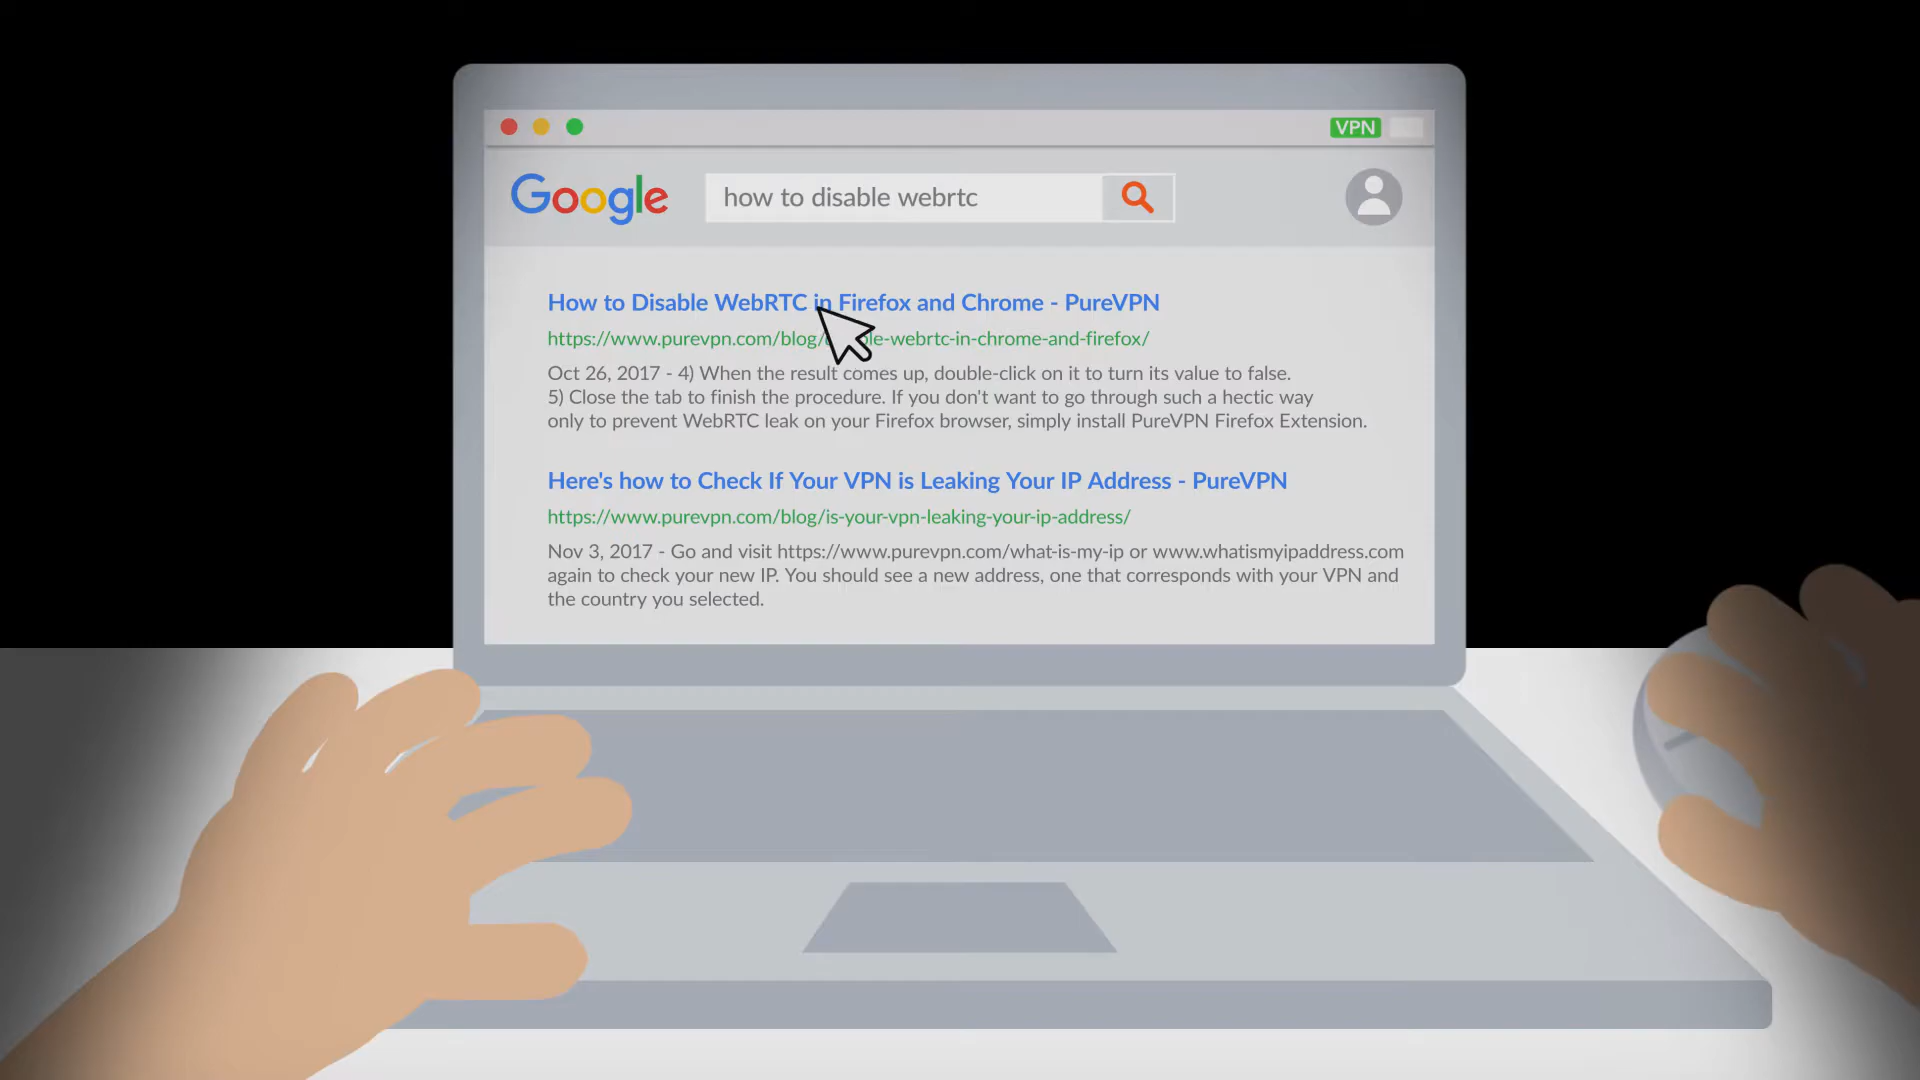 VPN
Google
how to disable webrtc
How to Disable WebRTC in Firefox and Chrome - PureVPN
https://www.purevpn.com/blog/ le-webrtc-in-chrome-and-firefox/
Oct 26, 2017 - 4) When the result comes up, double-click on it to turn its value to false.
5) Close the tab to finish the procedure. If you don't want to go through such a hectic way
only to prevent WebRTC leak on your Firefox browser, simply install PureVPN Firefox Extension.
Here's how to Check If Your VPN is Leaking Your IP Address - PureVPN
https://www.purevpn.com/blog/is-your-vpn-leaking-your-ip-address/
Nov 3, 2017 - Go and visit https://www.purevpn.com/what-is-my-ip or www.whatismyipaddress.com
again to check your new IP. You should see a new address, one that corresponds with your VPN and
the country you selected.